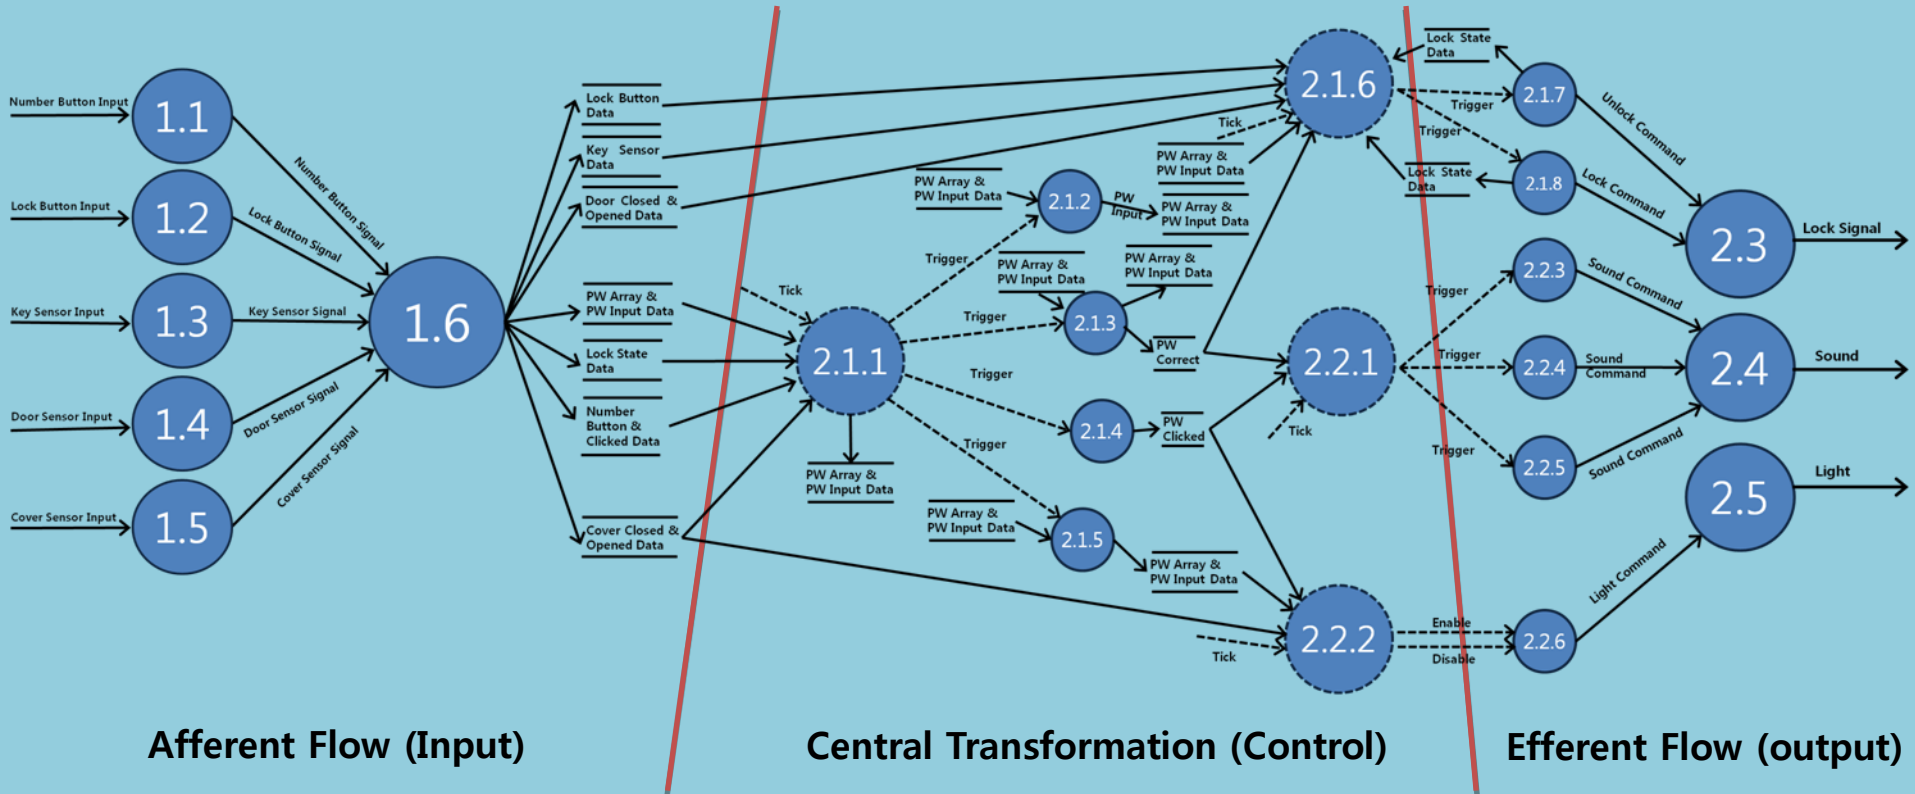 Number Button Input
1.1
Number Button Signal
Lock Button Input
1.2
Lock Button Signal
Key Sensor Input
1.3
Key Sensor Signal
Door Sensor Input
1.4
Door Sensor Signal
Cover Sensor Input
1.5
Cover Sensor Signal
1.6
Lock Button
Data
Key Sensor
Data
Door Closed &
Opened Data
PW Array &
PW Input Data
Lock State
Data
Number
Button &
Clicked Data
Cover Closed &
Opened Data
Tick
2.1.1
PW Array &
PW Input Data
Trigger
Trigger
Trigger
Trigger
PW Array &
PW Input Data
2.1.2
PW
Input
PW Array &
PW Input Data
PW Array &
PW Input Data
2.1.3
PW Array &
PW Input Data
PW
Correct
2.1.4
PW
Clicked
PW Array &
PW Input Data
2.1.5
PW Array &
PW Input Data
Tick
PW Array &
PW Input Data
2.1.6
2.2.1
Tick
2.2.2
Tick
Lock State
Data
Trigger
Trigger
Lock State
Data
2.1.7
Unlock Command
2.1.8
Lock Command
Trigger
Trigger
Trigger
2.2.3
Sound Command
2.2.4
Sound
Command
2.2.5
Sound Command
Enable
Disable
2.2.6
Light Command
2.3
Lock Signal
2.4
Sound
2.5
Light
Afferent Flow (Input)
Central Transformation (Control)
Efferent Flow (output)